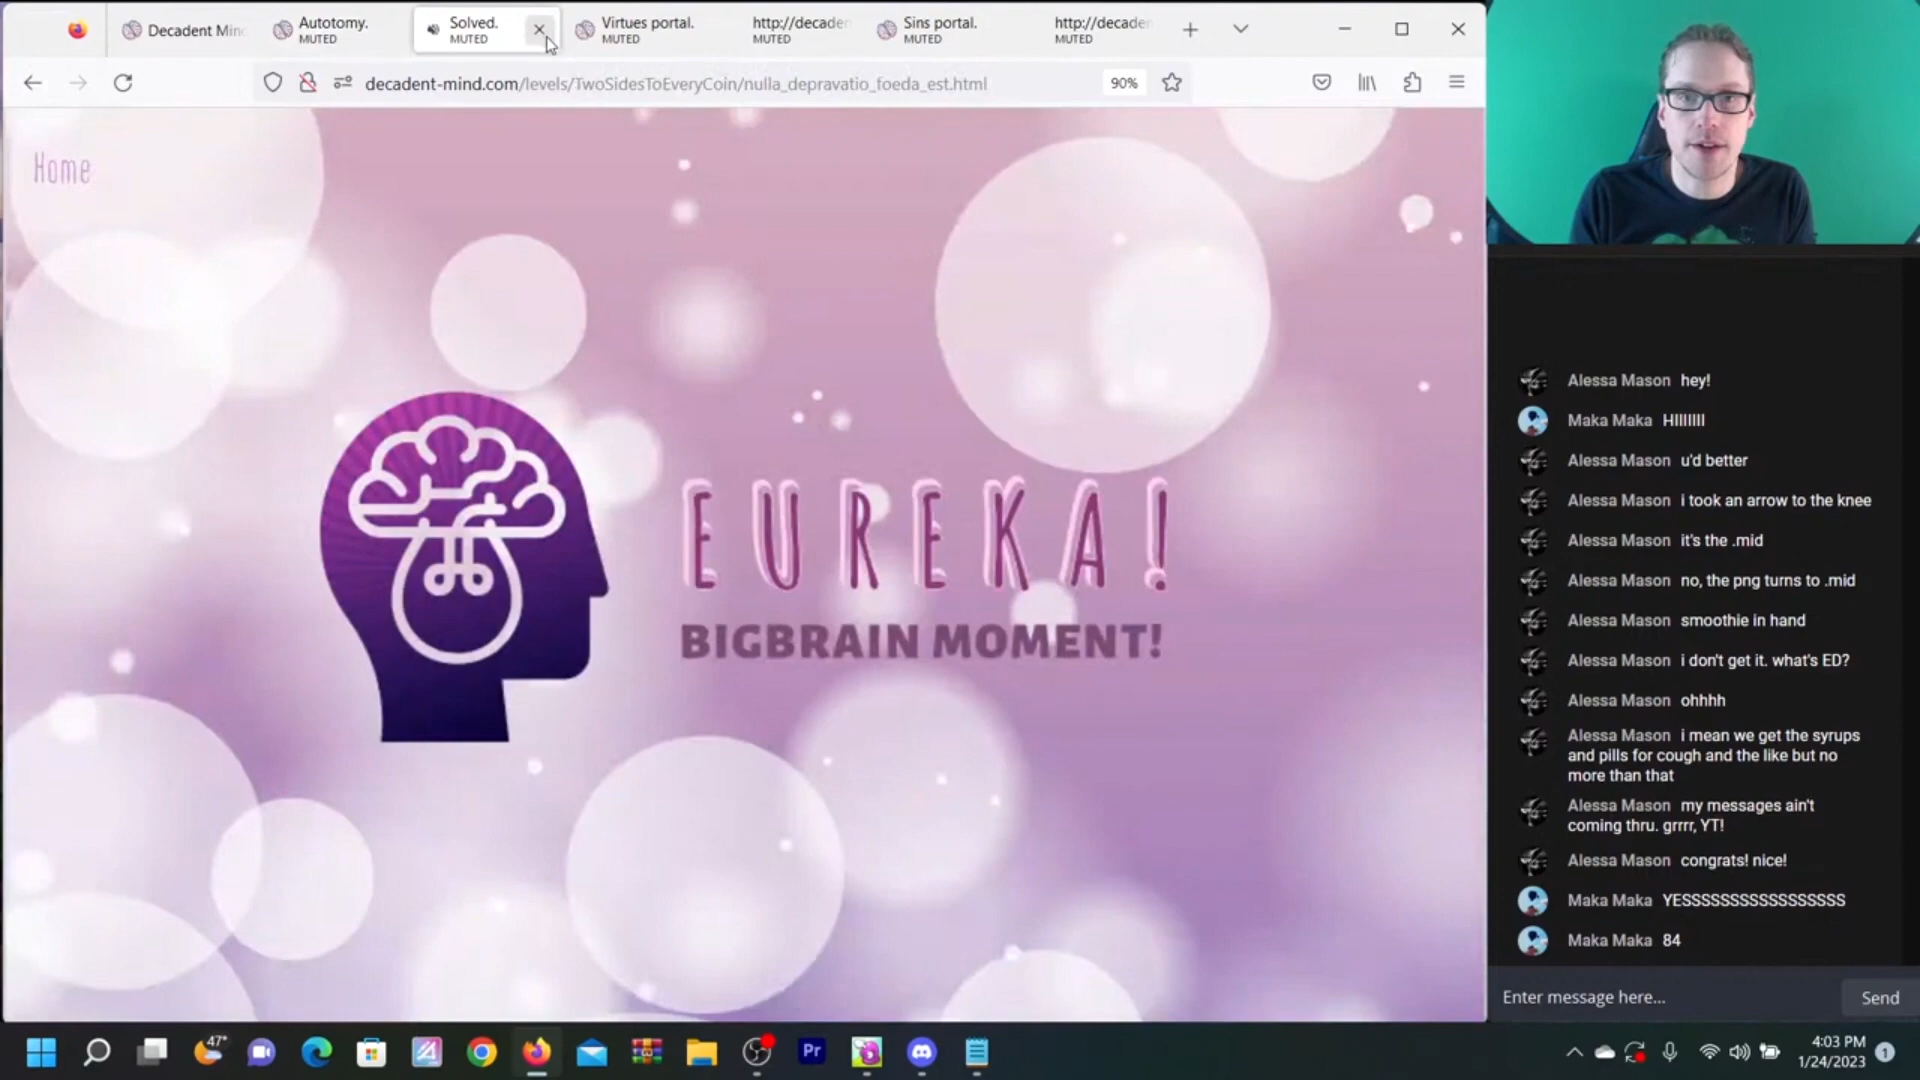 Decadent Min
Autotomy.
MUTED
Solved.
MUTED
Virtues portal.
MUTED
http://decaden
MUTED
Sins portal.
MUTED
http://decade
MUTED
decadent-mind.com/levels/TwoSidesToEveryCoin/nulla_depravatio_foeda_est.html
90%
Home
EUREKA!
BIGBRAIN MOMENT!
Alessa Mason hey!
Maka Maka HIIIIIII
Alessa Mason u'd better
Alessa Mason i took an arrow to the knee
Alessa Mason it's the .mid
Alessa Mason no, the png turns to .mid
Alessa Mason smoothie in hand
Alessa Mason i don't get it. what's ED?
Alessa Mason ohhhh
Alessa Mason i mean we get the syrups
and pills for cough and the like but no
more than that
Alessa Mason my messages ain't
coming thru. grrrr, YT!
Alessa Mason congrats! nice!
Maka Maka YESSSSSSSSSSSSSSSSS
Maka Maka 84
Enter message here...
Send
47°
Pr
4:03 PM
1/24/2023
1